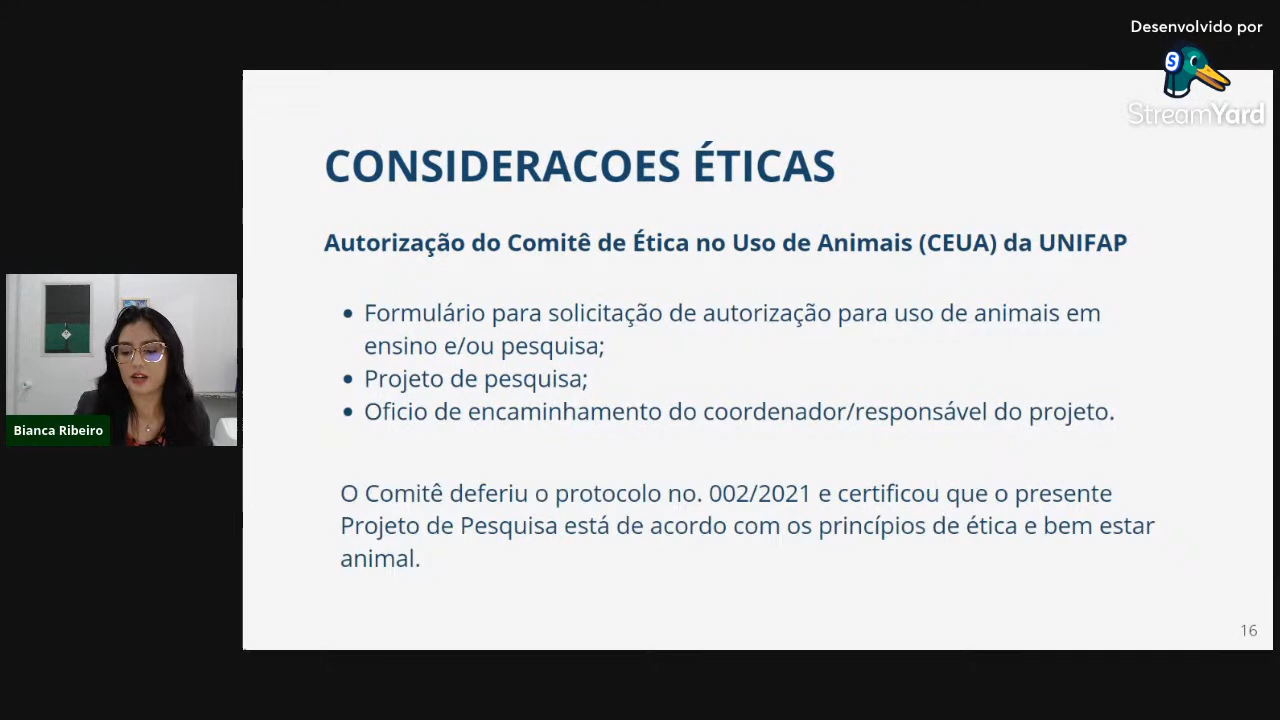 Desenvolvido por
StreamYard
CONSIDERACOES ÉTICAS
Autorização do Comitê de Ética no Uso de Animais (CEUA) da UNIFAP
• Formulário para solicitação de autorização para uso de animais em
ensino e/ou pesquisa;
• Projeto de pesquisa;
• Oficio de encaminhamento do coordenador/responsável do projeto.
Bianca Ribeiro
O Comitê deferiu o protocolo no. 002/2021 e certificou que o presente
Projeto de Pesquisa está de acordo com os princípios de ética e bem estar
animal.
16